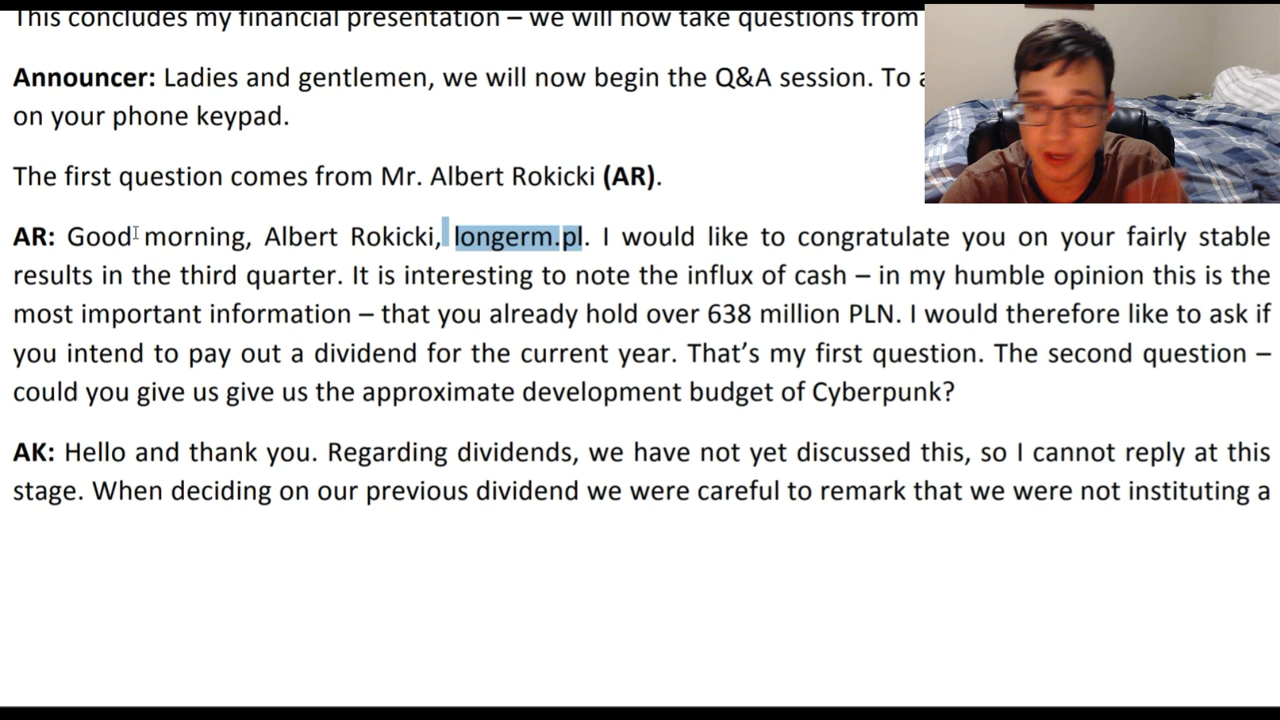 This concludes my financial presentation – we will now take questions from
Announcer: Ladies and gentlemen, we will now begin the Q&A session. To
on your phone keypad.
The first question comes from Mr. Albert Rokicki (AR).
AR: Good morning, Albert Rokicki, longerm.pl. I would like to congratulate you on your fairly stable
results in the third quarter. It is interesting to note the influx of cash – in my humble opinion this is the
most important information – that you already hold over 638 million PLN. I would therefore like to ask if
you intend to pay out a dividend for the current year. That’s my first question. The second question –
could you give us give us the approximate development budget of Cyberpunk?
AK: Hello and thank you. Regarding dividends, we have not yet discussed this, so I cannot reply at this
stage. When deciding on our previous dividend we were careful to remark that we were not instituting a